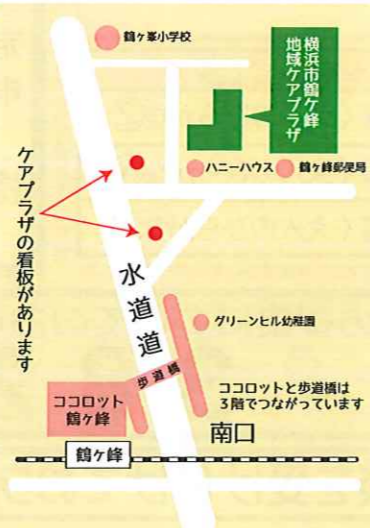 鶴ヶ峯小学校
横浜市鶴ケ峰
地域ケアプラザ
ハニーハウス
鶴ヶ峰郵便局
ケアプラザの看板があります
水道道
グリーンヒル幼稚園
歩道橋
ココロットと歩道橋は
3階でつながっています
ココロット
鶴ケ峰
南口
鶴ケ峰